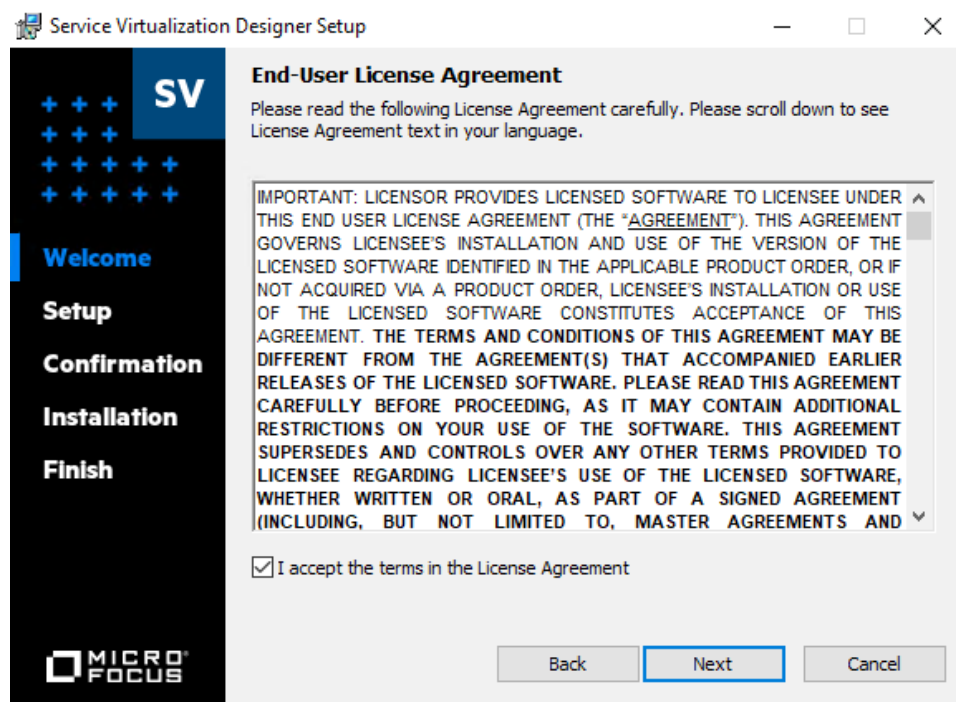 Service Virtualization Designer Setup
SV
Welcome
Setup
Confirmation
Installation
Finish
MICRO
FOCUS
End-User License Agreement
Please read the following License Agreement carefully. Please scroll down to see
License Agreement text in your language.
IMPORTANT: LICENSOR PROVIDES LICENSED SOFTWARE TO LICENSEE UNDER
THIS END USER LICENSE AGREEMENT (THE “AGREEMENT”). THIS AGREEMENT
GOVERNS LICENSEE'S INSTALLATION AND USE OF THE VERSION OF THE
LICENSED SOFTWARE IDENTIFIED IN THE APPLICABLE PRODUCT ORDER, OR IF
NOT ACQUIRED VIA A PRODUCT ORDER, LICENSEE'S INSTALLATION OR USE
OF THE LICENSED SOFTWARE CONSTITUTES ACCEPTANCE OF THIS
AGREEMENT. THE TERMS AND CONDITIONS OF THIS AGREEMENT MAY BE
DIFFERENT FROM THE AGREEMENT(S) THAT ACCOMPANIED EARLIER
RELEASES OF THE LICENSED SOFTWARE. PLEASE READ THIS AGREEMENT
CAREFULLY BEFORE PROCEEDING, AS IT MAY CONTAIN ADDITIONAL
RESTRICTIONS ON YOUR USE OF THE SOFTWARE. THIS AGREEMENT
SUPERSEDES AND CONTROLS OVER ANY OTHER TERMS PROVIDED TO
LICENSEE REGARDING LICENSEE'S USE OF THE LICENSED SOFTWARE,
WHETHER WRITTEN OR ORAL, AS PART OF A SIGNED AGREEMENT
(INCLUDING, BUT NOT LIMITED TO, MASTER AGREEMENTS AND
I accept the terms in the License Agreement
Back Next Cancel